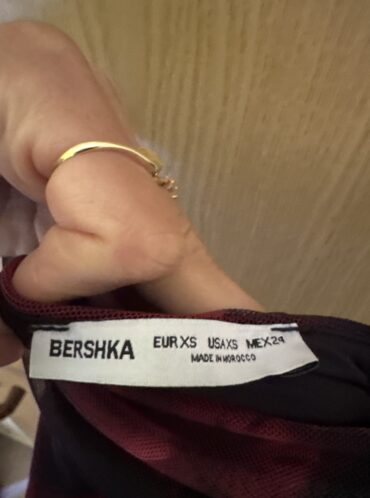 BERSHKA EUR XS USA XS MEX 24
MADE IN MOROCCO